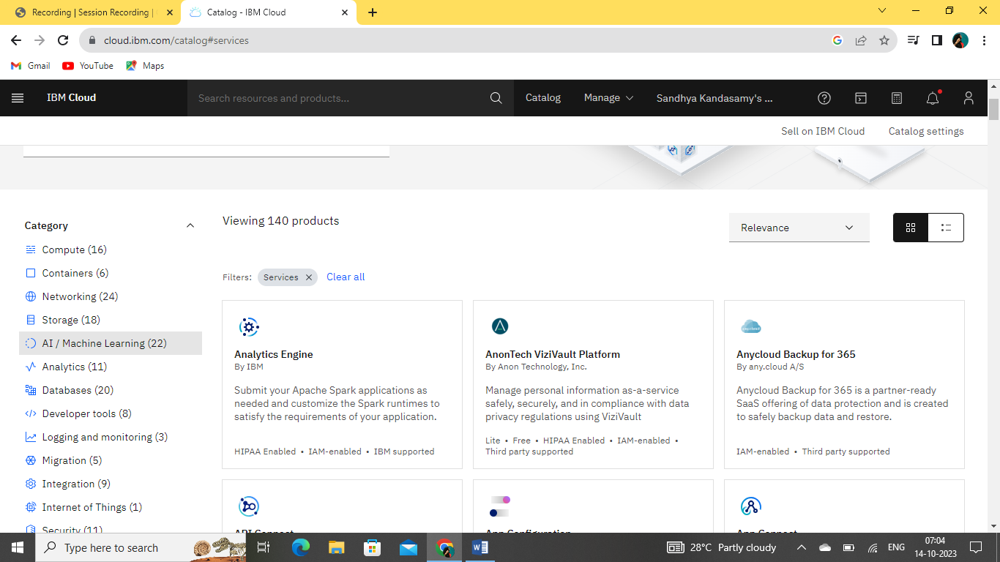 Recording | Session Recording |
Catalog - IBM Cloud
cloud.ibm.com/catalog#services
Gmail
YouTube
Maps
IBM Cloud
Search resources and products...
Catalog
Manage
Sandhya Kandasamy's ...
Sell on IBM Cloud
Catalog settings
Category
Compute (16)
Containers (6)
Networking (24)
Storage (18)
AI / Machine Learning (22)
Analytics (11)
Databases (20)
Developer tools (8)
Logging and monitoring (3)
Migration (5)
Integration (9)
Internet of Things (1)
Security (11)
Viewing 140 products
Relevance
Filters:
Services
Clear all
Analytics Engine
By IBM
Submit your Apache Spark applications as
needed and customize the Spark runtimes to
satisfy the requirements of your application.
HIPAA Enabled • IAM-enabled • IBM supported
AnonTech ViziVault Platform
By Anon Technology, Inc.
Manage personal information as-a-service
safely, securely, and in compliance with data
privacy regulations using ViziVault
Lite • Free • HIPAA Enabled • IAM-enabled •
Third party supported
Anycloud Backup for 365
By any.cloud A/S
Anycloud Backup for 365 is a partner-ready
SaaS offering of data protection and is created
to safely backup data and restore.
IAM-enabled • Third party supported
API Connect
App Configuration
App Connect
Type here to search
28°C Partly cloudy
ENG
07:04
14-10-2023